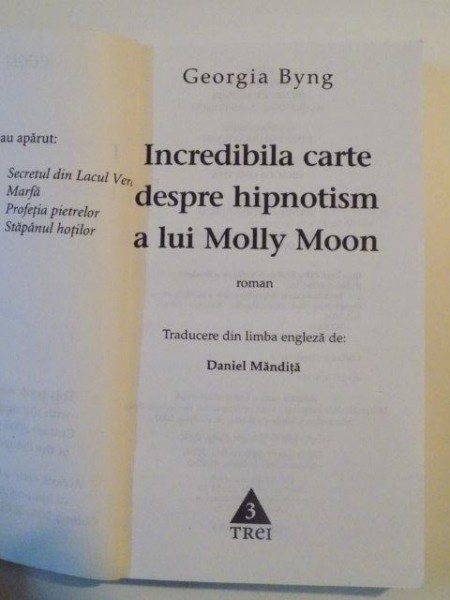 au apărut:
Secretul din Lacul Ver
Marfă
Profeția pietrelor
Stăpânul hoților
Georgia Byng
Incredibila carte
despre hipnotism
a lui Molly Moon
roman
Traducere din limba engleză de:
Daniel Măndiță
3
TREI